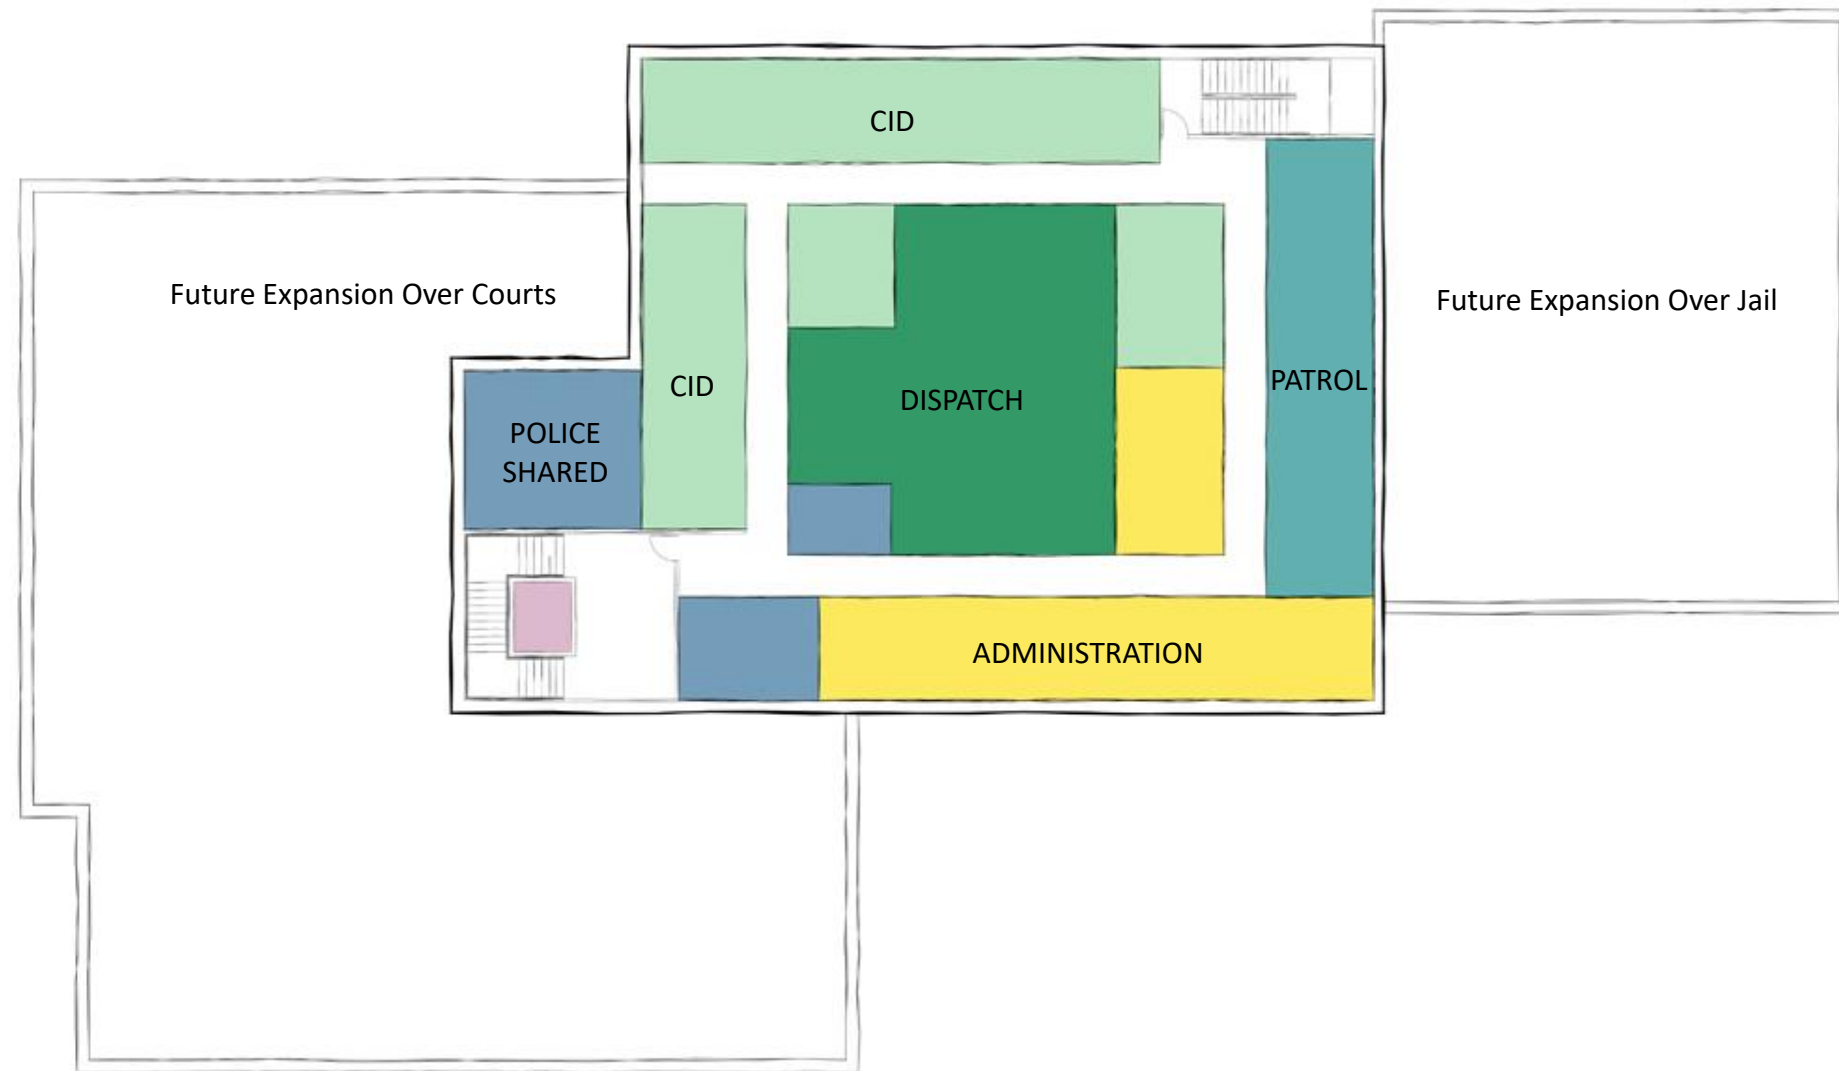 CID
Future Expansion Over Courts
Future Expansion Over Jail
CID
DISPATCH
PATROL
POLICE
SHARED
ADMINISTRATION